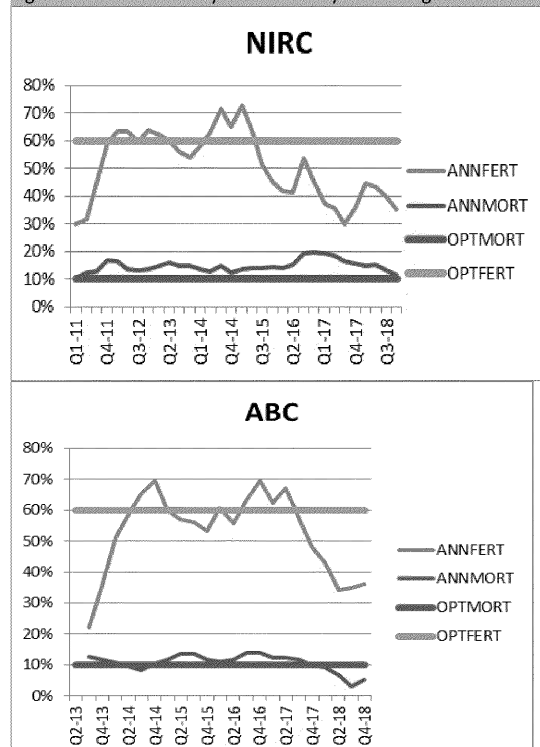 NIRC
80%
70%
60%
50%
40%
30%
20%
10%
0%
Q1-11
Q4-11
Q3-12
Q2-13
Q1-14
Q4-14
Q3-15
Q2-16
Q1-17
Q4-17
Q3-18
ANNFERT
ANNMORT
OPTMORT
OPTFERT
ABC
80%
70%
60%
50%
40%
30%
20%
10%
0%
Q2-13
Q4-13
Q2-14
Q4-14
Q2-15
Q4-15
Q2-16
Q4-16
Q2-17
Q4-17
Q2-18
Q4-18
ANNFERT
ANNMORT
OPTMORT
OPTFERT